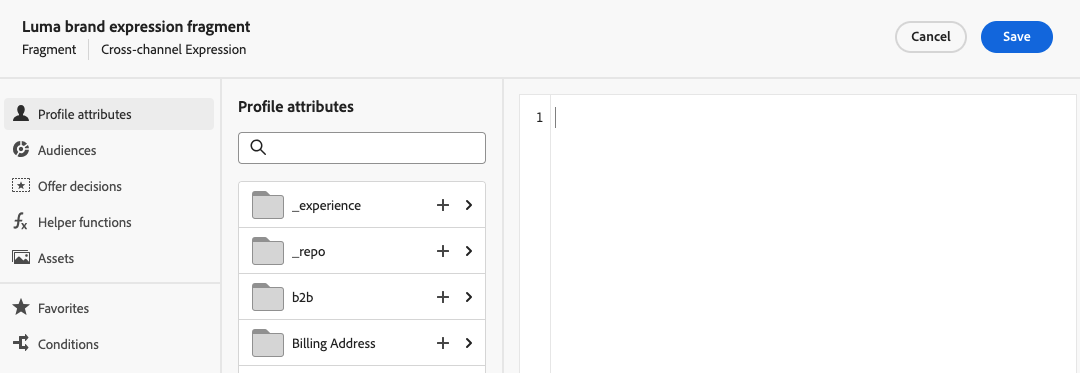 Luma brand expression fragment
Fragment Cross-channel Expression
Cancel
Save
Profile attributes
Audiences
Offer decisions
Helper functions
Assets
Favorites
Conditions
Profile attributes
_experience
_repo
b2b
Billing Address
1